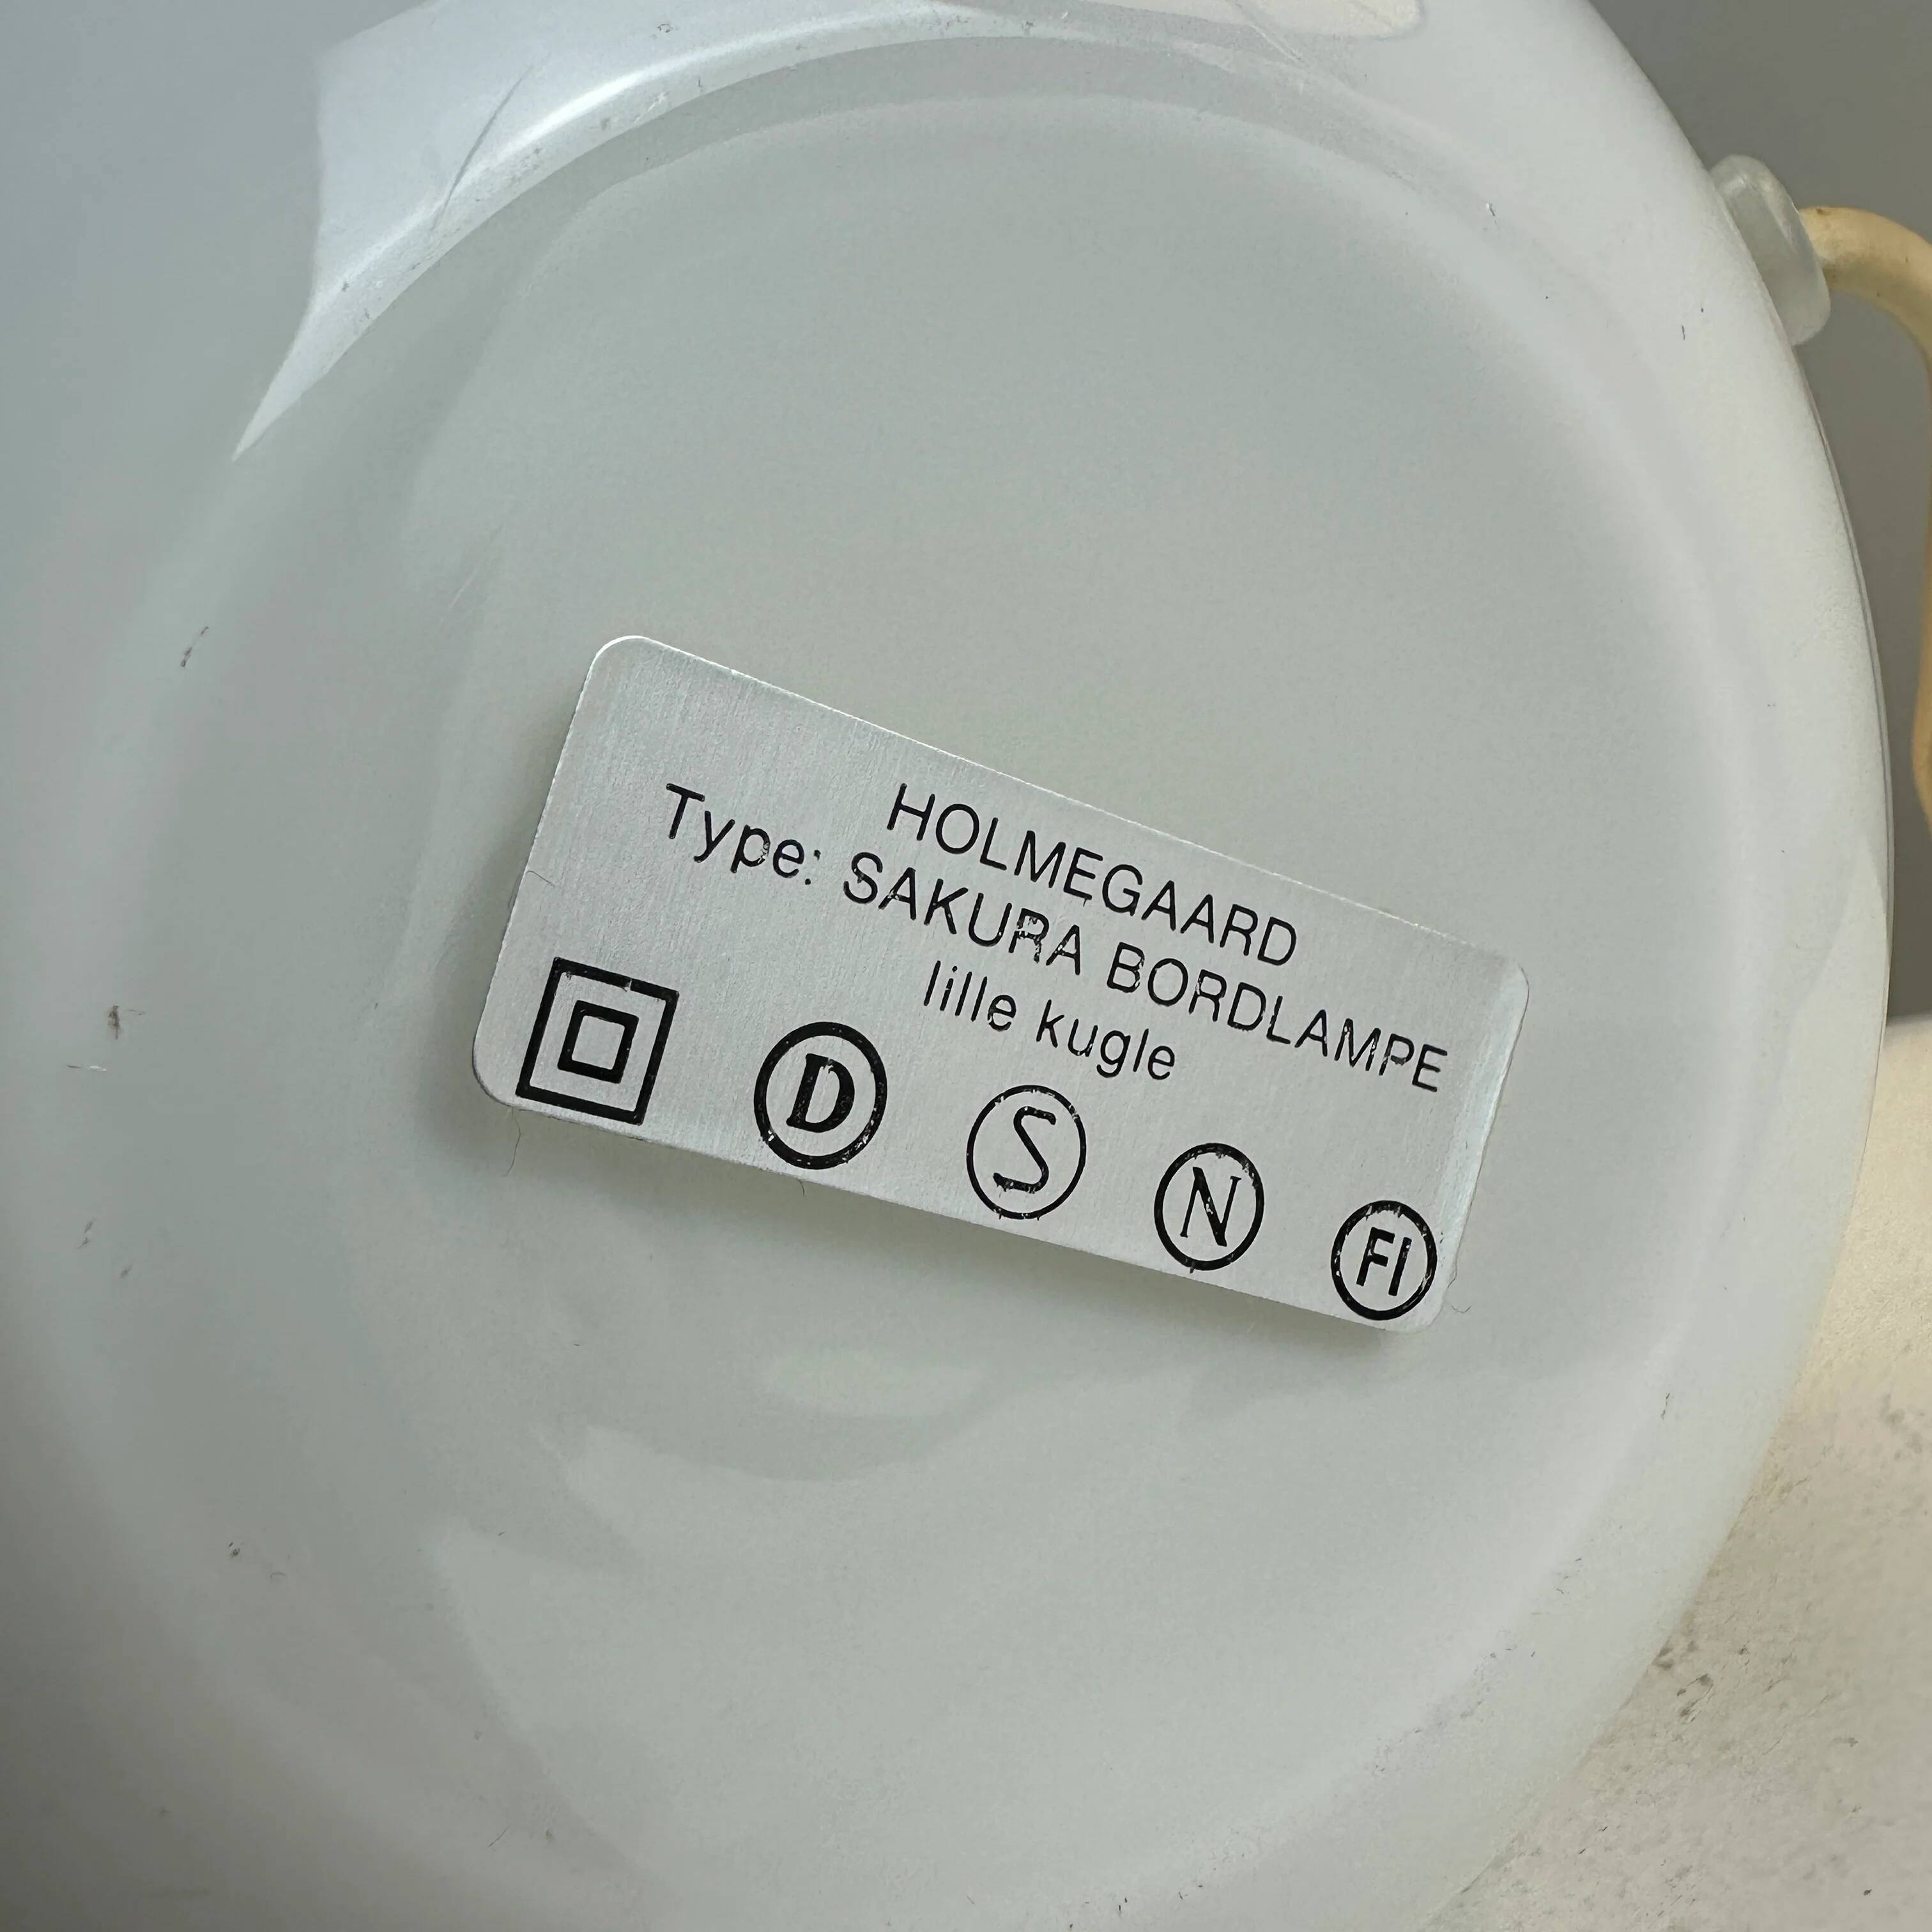 HOLMEGAARD
Type: SAKURA BORDLAMPE
lille kugle
D S N FI